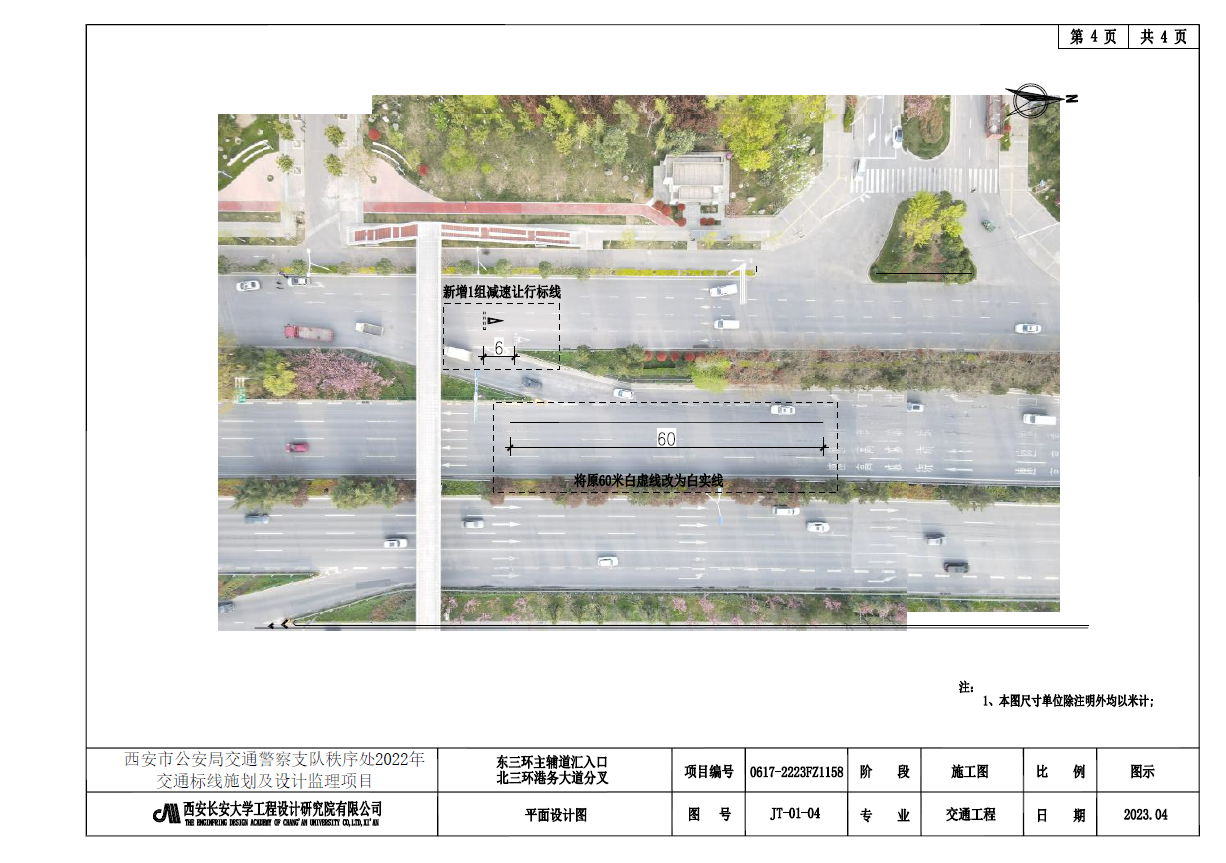 第 4 页 共 4 页
N
新增1组减速让行标线
6
60
将原60米白虚线改为白实线
注:
1、本图尺寸单位除注明外均以米计;
西安市公安局交通警察支队秩序处2022年
交通标线施划及设计监理项目
东三环主辅道汇入口
北三环港务大道分叉
项目编号 0617-2223FZ1158 阶 段 施工图 比 例 图示
西安长安大学工程设计研究院有限公司
平面设计图
图 号 JT-01-04 专 业 交通工程 日 期 2023.04